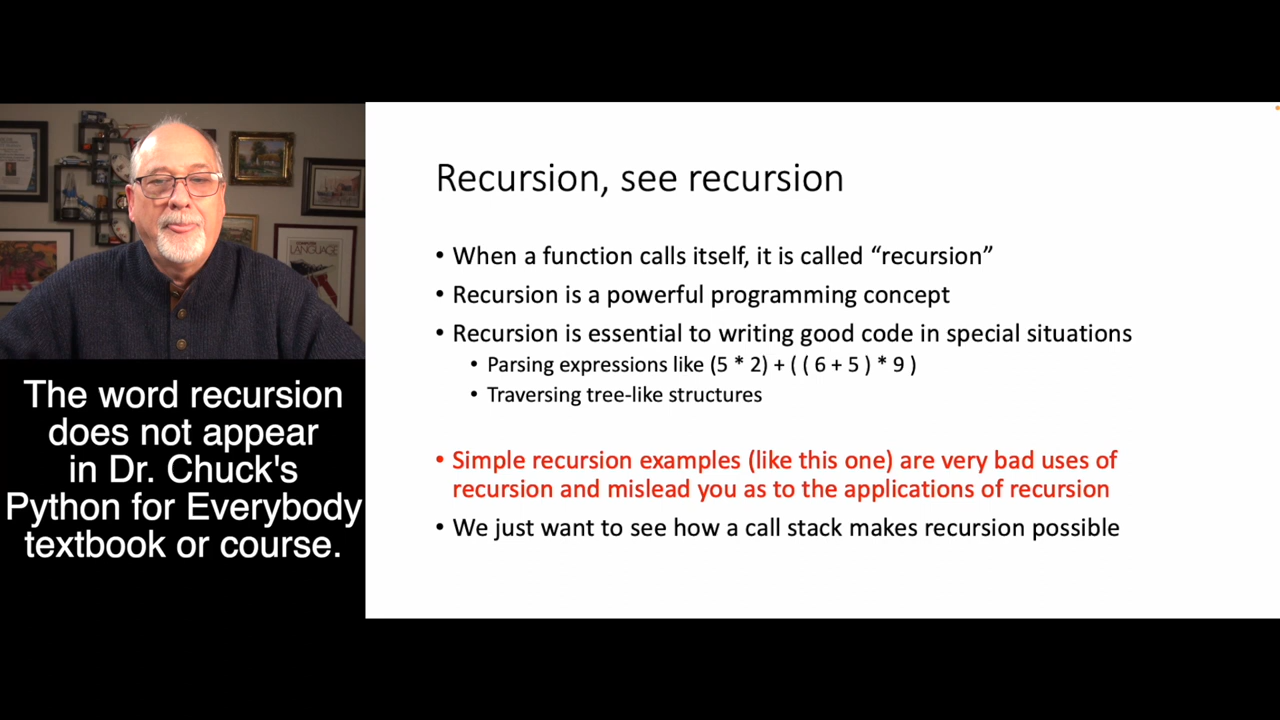 Recursion, see recursion
• When a function calls itself, it is called “recursion”
• Recursion is a powerful programming concept
• Recursion is essential to writing good code in special situations
• Parsing expressions like (5 * 2) + ( ( 6 + 5 ) * 9 )
• Traversing tree-like structures
• Simple recursion examples (like this one) are very bad uses of
recursion and mislead you as to the applications of recursion
• We just want to see how a call stack makes recursion possible
LANGUAGE
The word recursion
does not appear
in Dr. Chuck's
Python for Everybody
textbook or course.